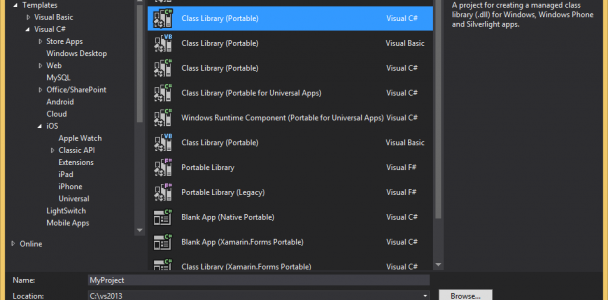 Templates
Visual Basic
Visual C#
Store Apps
Windows Desktop
Web
MySQL
Office/SharePoint
Android
Cloud
iOS
Apple Watch
Classic API
Extensions
iPad
iPhone
Universal
LightSwitch
Mobile Apps
Online
Class Library (Portable) Visual C#
Class Library (Portable) Visual Basic
Class Library (Portable) Visual C#
Class Library (Portable for Universal Apps) Visual C#
Windows Runtime Component (Portable for Universal Apps) Visual C#
Class Library (Portable) Visual Basic
Portable Library Visual F#
Portable Library (Legacy) Visual F#
Blank App (Native Portable) Visual C#
Blank App (Xamarin.Forms Portable) Visual C#
Class Library (Xamarin.Forms Portable) Visual C#
A project for creating a managed class
library (.dll) for Windows, Windows Phone
and Silverlight apps.
Name: MyProject
Location: C:\vs2013 Browse...